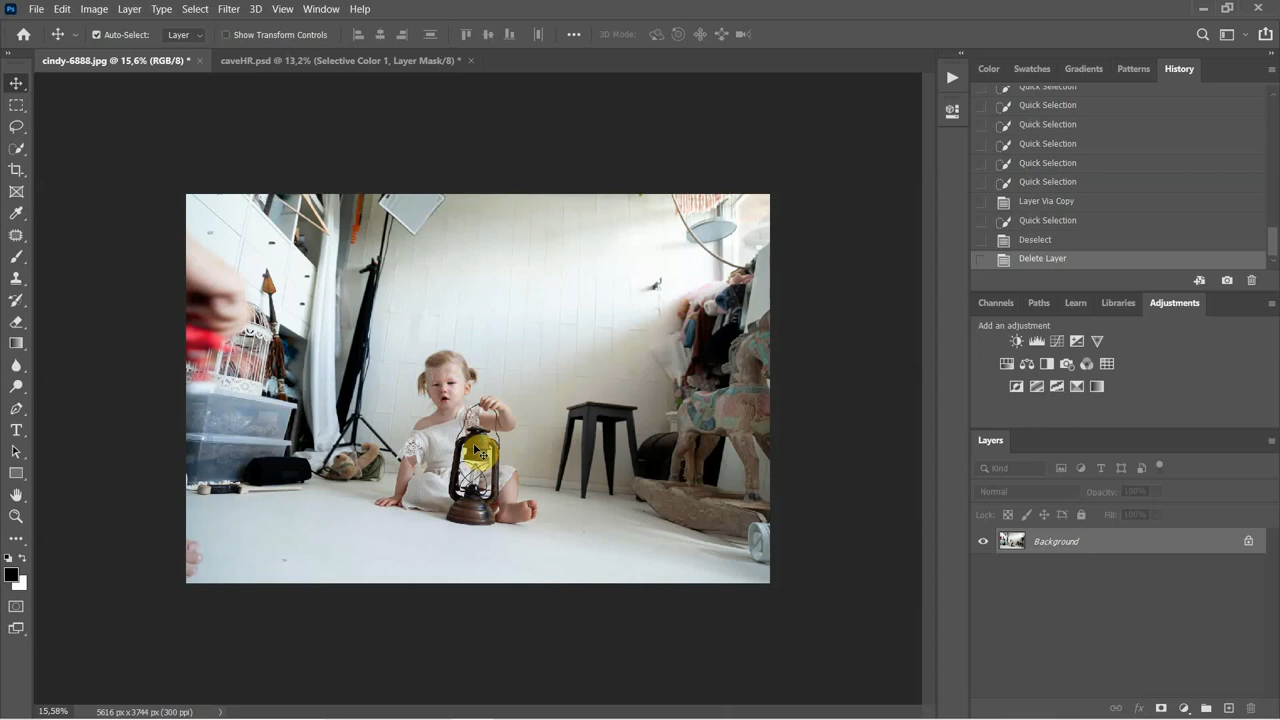 Ps File Edit Image Layer Type Select Filter 3D View Window Help
Auto-Select: Layer Show Transform Controls ••• 3D Mode:
cindy-6888.jpg @ 15,6% (RGB/8) * × caveHR.psd @ 13,2% (Selective Color 1, Layer Mask/8) * ×
Color Swatches Gradients Patterns History
Quick Selection
Quick Selection
Quick Selection
Quick Selection
Quick Selection
Quick Selection
Layer Via Copy
Quick Selection
Deselect
Delete Layer
Channels Paths Learn Libraries Adjustments
Add an adjustment
Layers
Kind
Normal Opacity: 100%
Lock: Fill: 100%
Background
15,58% 5616 px x 3744 px (300 ppi)